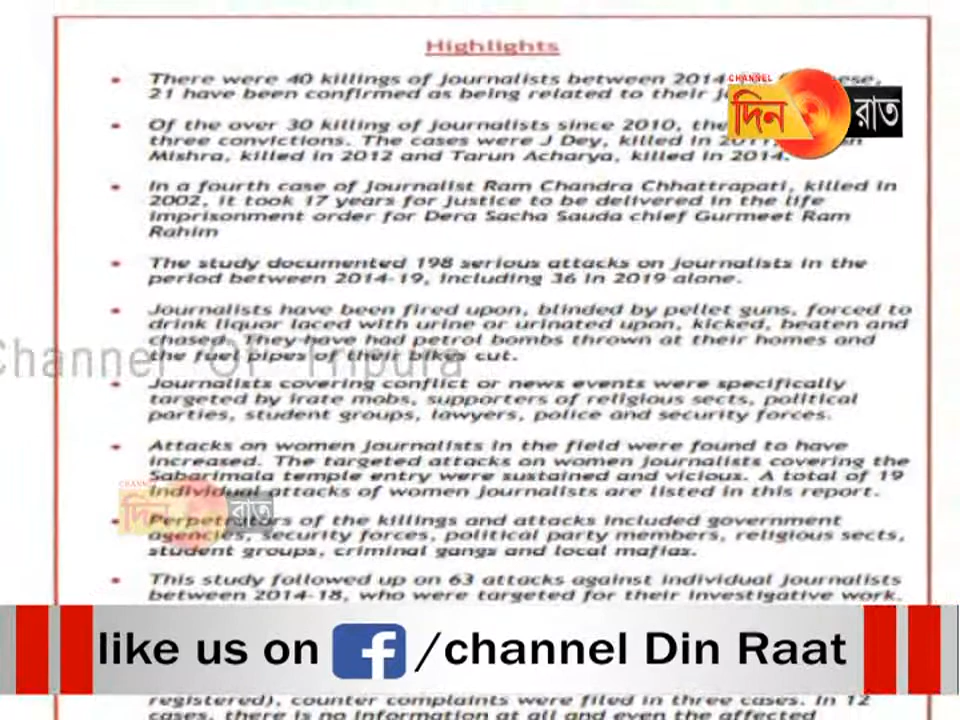 Highlights
• There were 40 killings of journalists between 2014-
21 have been confirmed as being related to their
CHANNEL
দিন রাত
• Of the over 30 killing of journalists since 2010,
three convictions. The cases were J Dey, killed in
Mishra, killed in 2012 and Tarun Acharya, killed in 2014.
• In a fourth case of journalist Ram Chandra Chhattrapati, killed in
2002, it took 17 years for justice to be delivered in the life
imprisonment order for Dera Sacha Sauda chief Gurmeet Ram
Rahim
• The study documented 198 serious attacks on journalists in the
period between 2014-19, including 36 in 2019 alone.
• Journalists have been fired upon, blinded by pellet guns, forced to
drink liquor laced with urine or urinated upon, kicked, beaten and
chased. They have had petrol bombs thrown at their homes and
the fuel pipes of their bikes cut.
Channel Of Tripura
• Journalists covering conflict or news events were specifically
targeted by irate mobs, supporters of religious sects, political
parties, student groups, lawyers, police and security forces.
• Attacks on women journalists in the field were found to have
increased. The targeted attacks on women journalists covering the
Sabarimala temple entry were sustained and vicious. A total of 19
individual attacks of women journalists are listed in this report.
CHANNEL
দিন রাত
• Perpetrators of the killings and attacks included government
agencies, security forces, political party members, religious sects,
student groups, criminal gangs and local mafias.
• This study followed up on 63 attacks against individual journalists
between 2014-18, who were targeted for their investigative work.
like us on f /channel Din Raat
registered), counter complaints were filed in three cases. In 12
cases, there is no information at all and even the affected